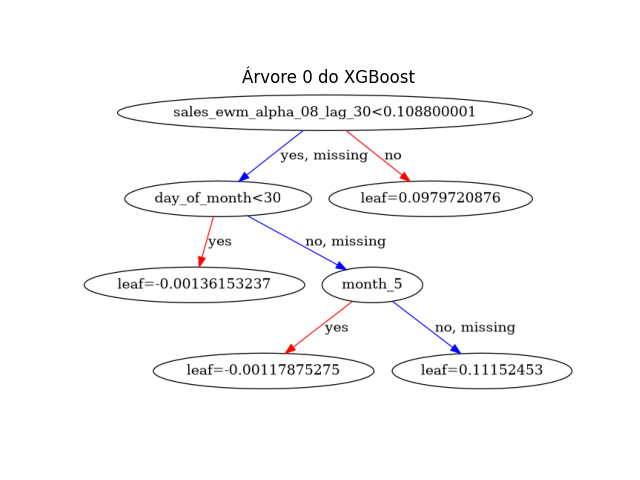 Árvore 0 do XGBoost
sales_ewm_alpha_08_lag_30<0.108800001
yes, missing
no
day_of_month<30
leaf=0.0979720876
yes
no, missing
leaf=-0.00136153237
month_5
yes
no, missing
leaf=-0.00117875275
leaf=0.11152453